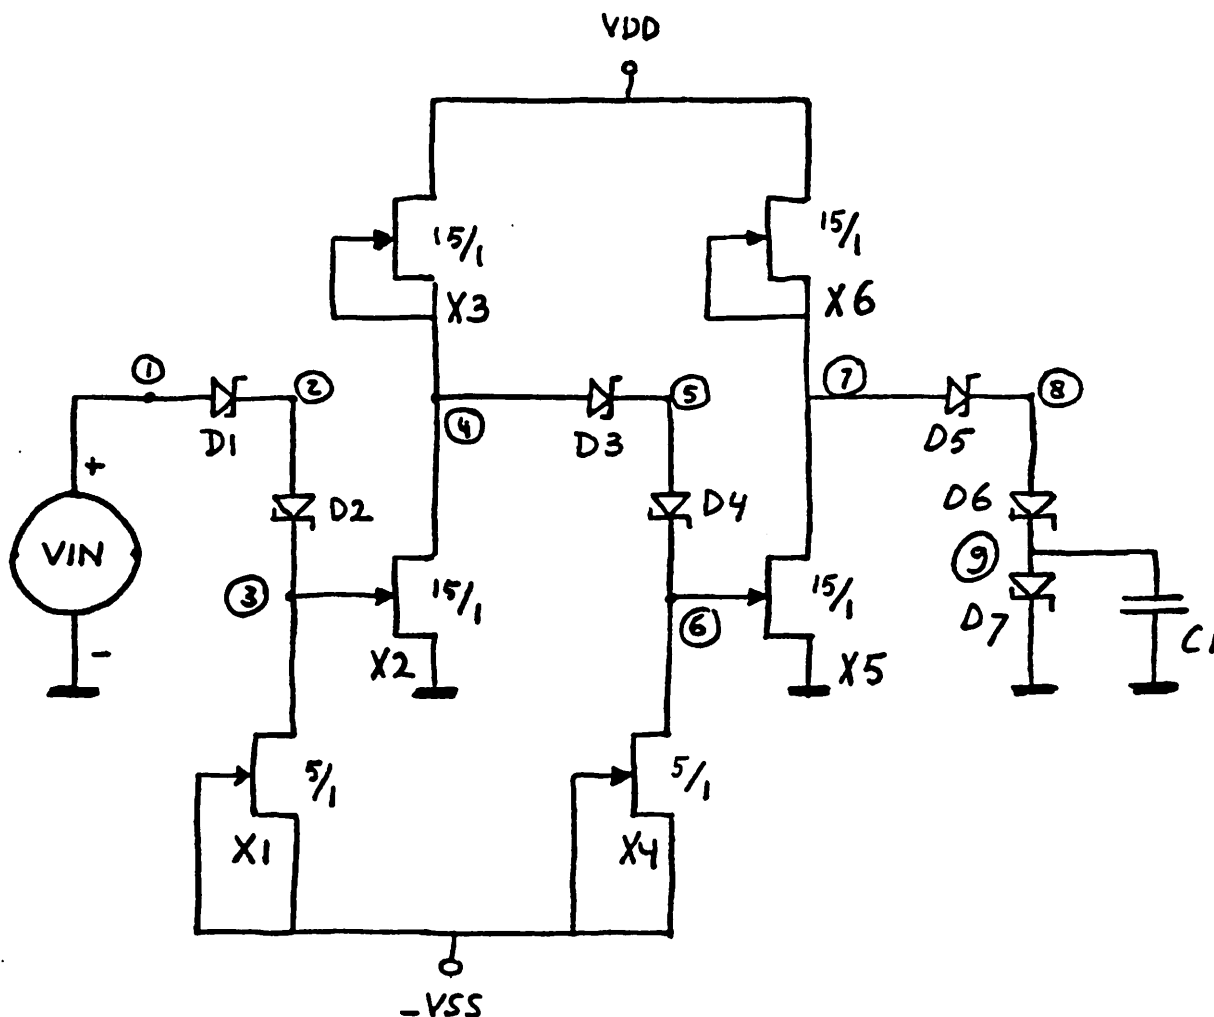 VDD
15/1
X3
15/1
X6
①
②
D1
④
D3
⑤
⑦
D5
⑧
+
VIN
-
D2
D4
D6
⑨
③
15/1
X2
⑥
15/1
X5
D7
C1
5/1
X1
5/1
X4
-VSS